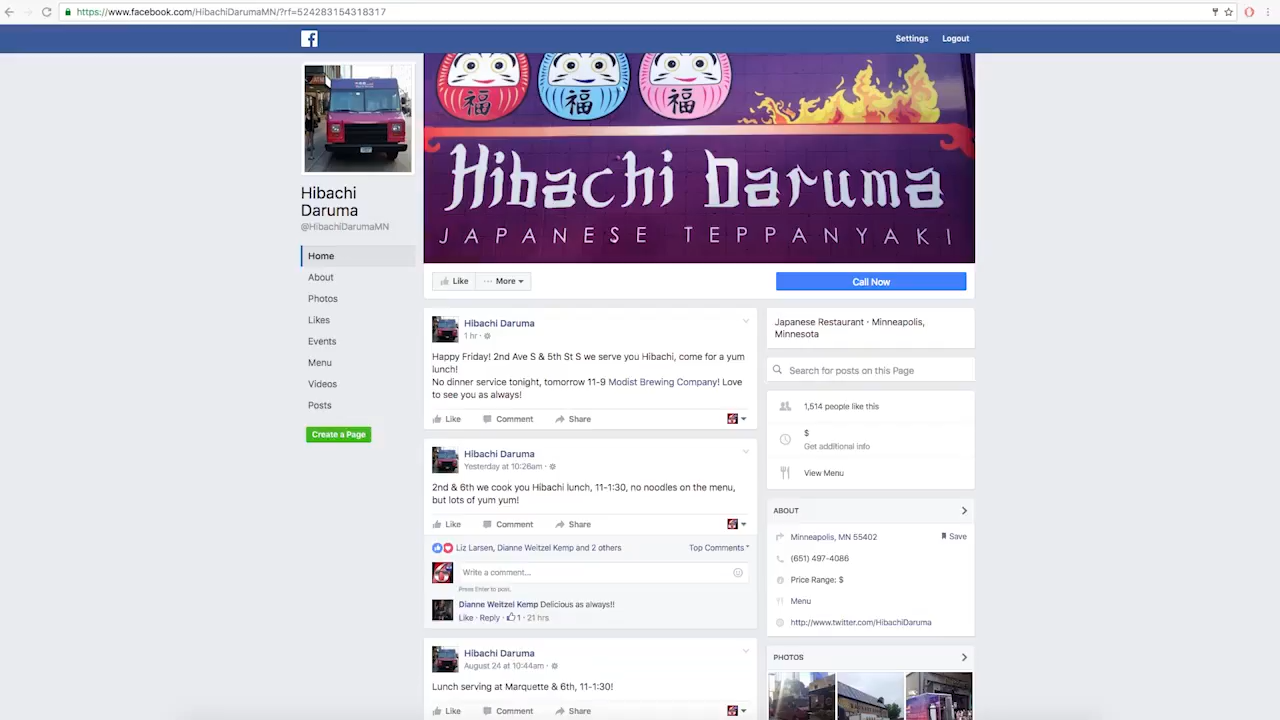 https://www.facebook.com/HibachiDarumaMN/?rf=524283154318317
Settings
Logout
福
福
福
Hibachi Daruma
JAPANESE TEPPANYAKI
Hibachi
Daruma
@HibachiDarumaMN
Home
About
Photos
Likes
Events
Menu
Videos
Posts
Create a Page
Like
More
Call Now
Hibachi Daruma
1 hr ·
Happy Friday! 2nd Ave S & 5th St S we serve you Hibachi, come for a yum
lunch!
No dinner service tonight, tomorrow 11-9 Modist Brewing Company! Love
to see you as always!
Like
Comment
Share
Hibachi Daruma
Yesterday at 10:26am ·
2nd & 6th we cook you Hibachi lunch, 11-1:30, no noodles on the menu,
but lots of yum yum!
Like
Comment
Share
Liz Larsen, Dianne Weitzel Kemp and 2 others
Top Comments
Write a comment...
Press Enter to post.
Dianne Weitzel Kemp Delicious as always!!
Like · Reply · 1 · 21 hrs
Hibachi Daruma
August 24 at 10:44am ·
Lunch serving at Marquette & 6th, 11-1:30!
Like
Comment
Share
Japanese Restaurant · Minneapolis,
Minnesota
Search for posts on this Page
1,514 people like this
$
Get additional info
View Menu
ABOUT
Minneapolis, MN 55402
Save
(651) 497-4086
Price Range: $
Menu
http://www.twitter.com/HibachiDaruma
PHOTOS